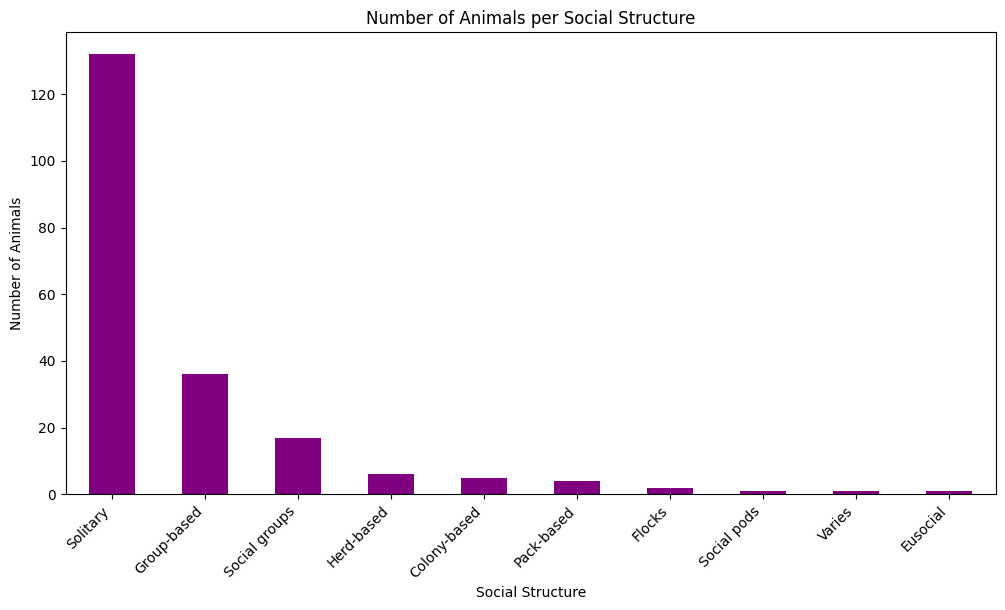 Number of Animals per Social Structure
Number of Animals
120
100
80
60
40
20
0
Solitary
Group-based
Social groups
Herd-based
Colony-based
Pack-based
Flocks
Social pods
Varies
Eusocial
Social Structure